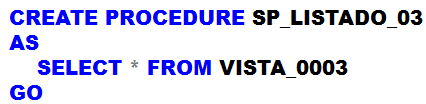 CREATE PROCEDURE SP_LISTADO_03
AS
SELECT * FROM VISTA_0003
GO